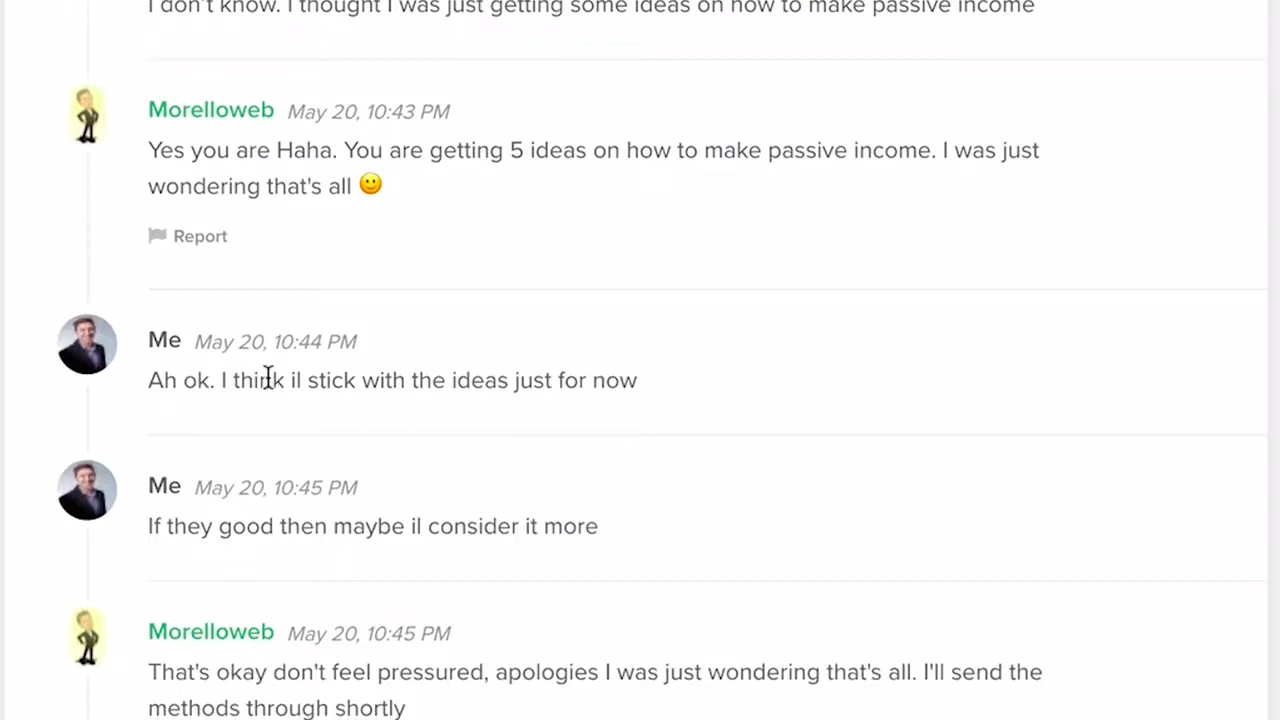 I don't know. I thought I was just getting some ideas on how to make passive income
Morelloweb May 20, 10:43 PM
Yes you are Haha. You are getting 5 ideas on how to make passive income. I was just
wondering that's all
Report
Me May 20, 10:44 PM
Ah ok. I think il stick with the ideas just for now
Me May 20, 10:45 PM
If they good then maybe il consider it more
Morelloweb May 20, 10:45 PM
That's okay don't feel pressured, apologies I was just wondering that's all. I'll send the
methods through shortly